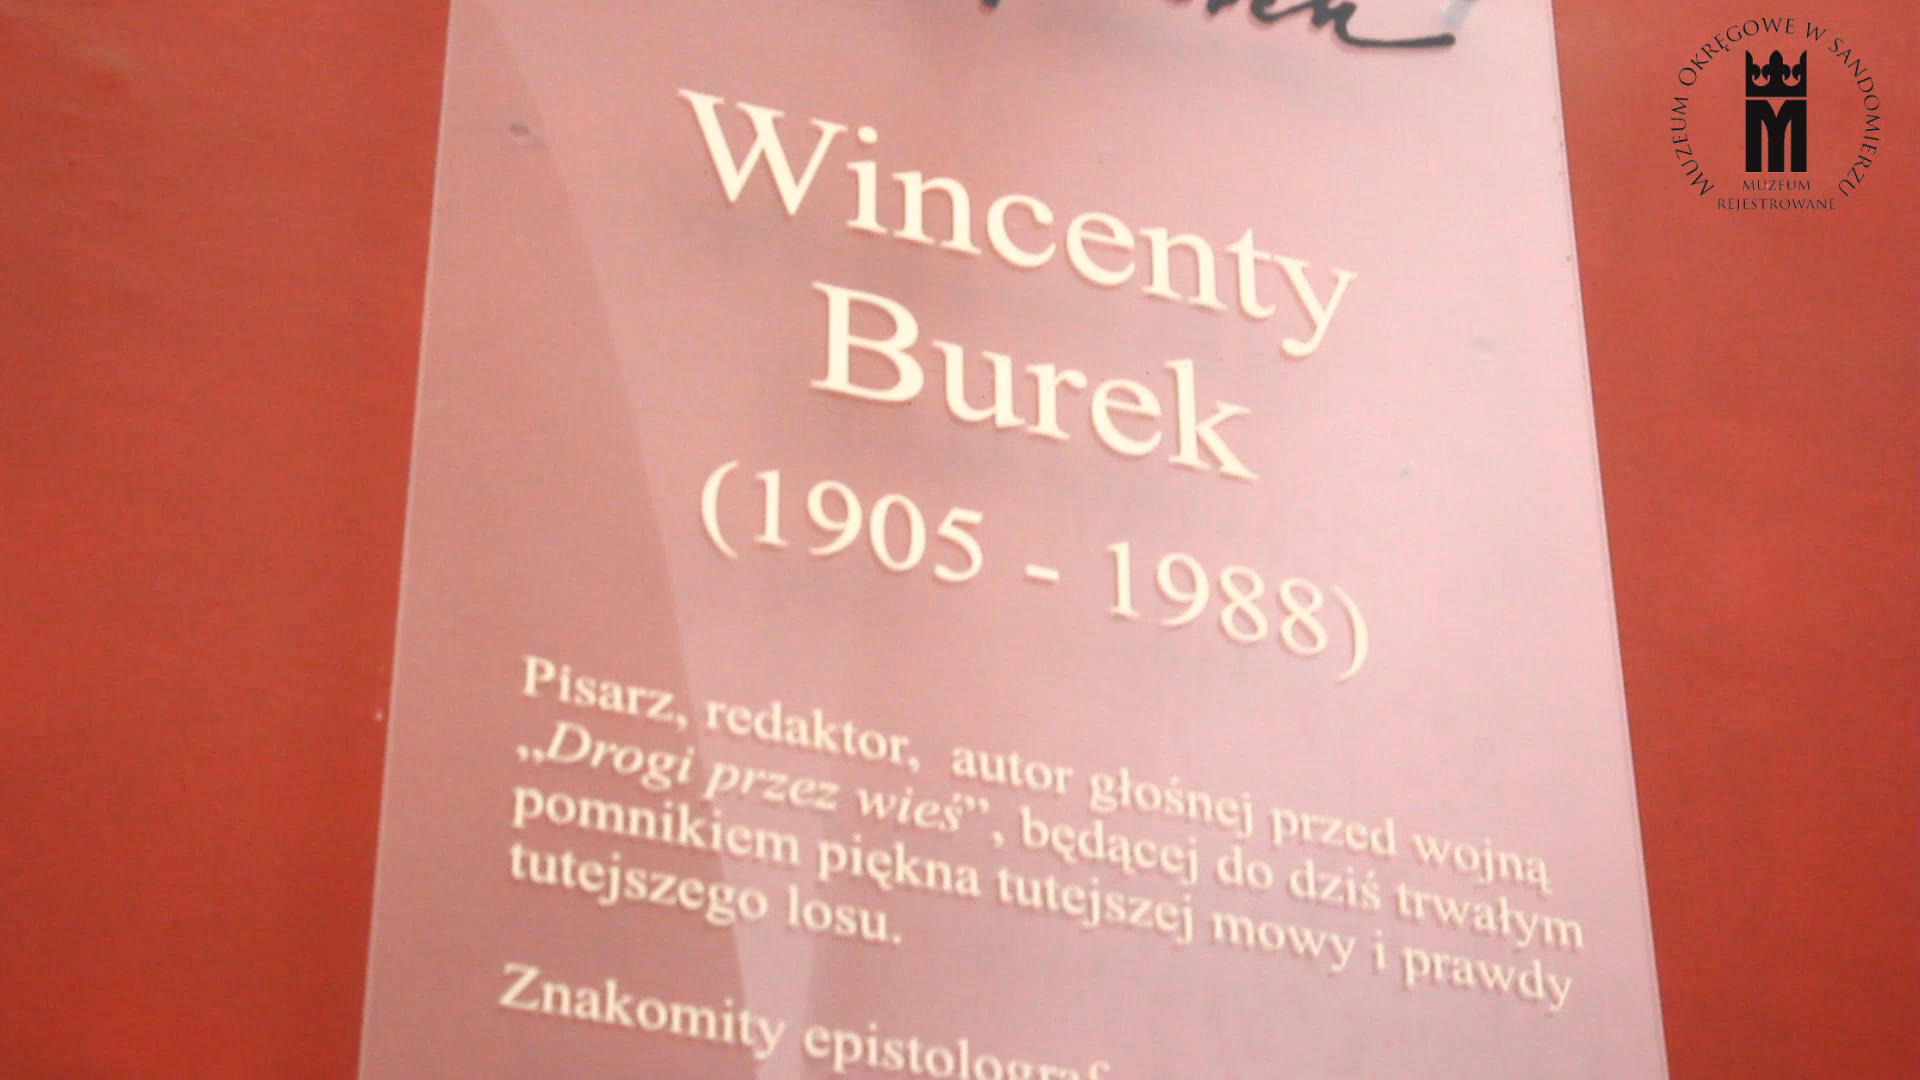 Wincenty
Burek
(1905 - 1988)
Pisarz, redaktor, autor głośnej przed wojną
„Drogi przez wieś”, będącej do dziś trwałym
pomnikiem piękna tutejszej mowy i prawdy
tutejszego losu.
Znakomity epistolograf
MUZEUM OKRĘGOWE W SANDOMIERZU
MUZEUM
REJESTROWANE